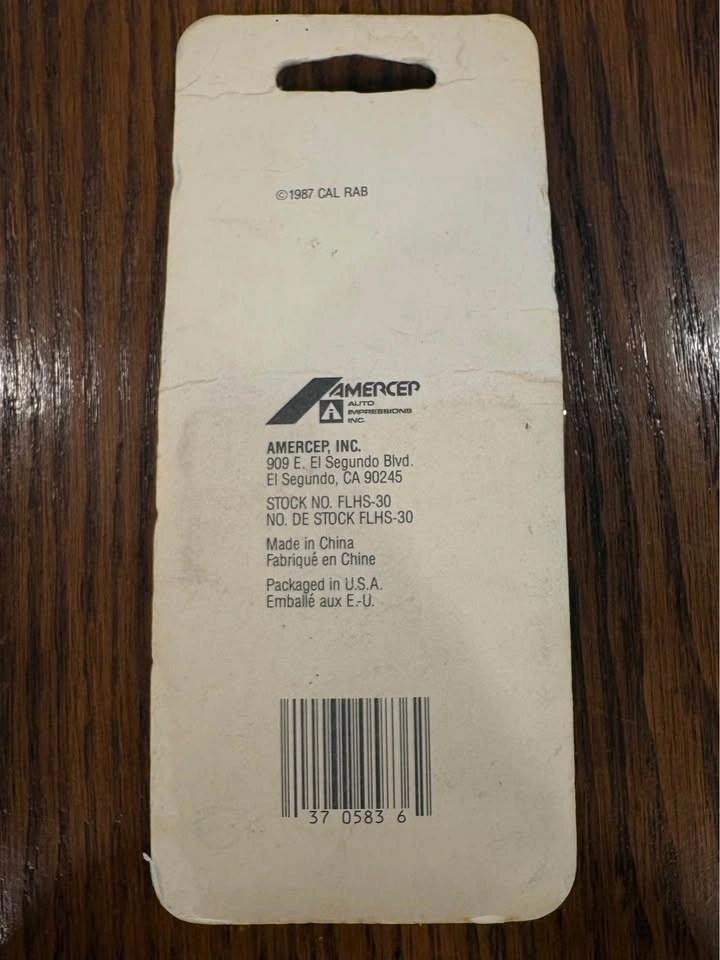 ©1987 CAL RAB
AMERCEP
AUTO
IMPRESSIONS
INC.
AMERCEP, INC.
909 E. El Segundo Blvd.
El Segundo, CA 90245
STOCK NO. FLHS-30
NO. DE STOCK FLHS-30
Made in China
Fabriqué en Chine
Packaged in U.S.A.
Emballé aux E.-U.
37 0583 6